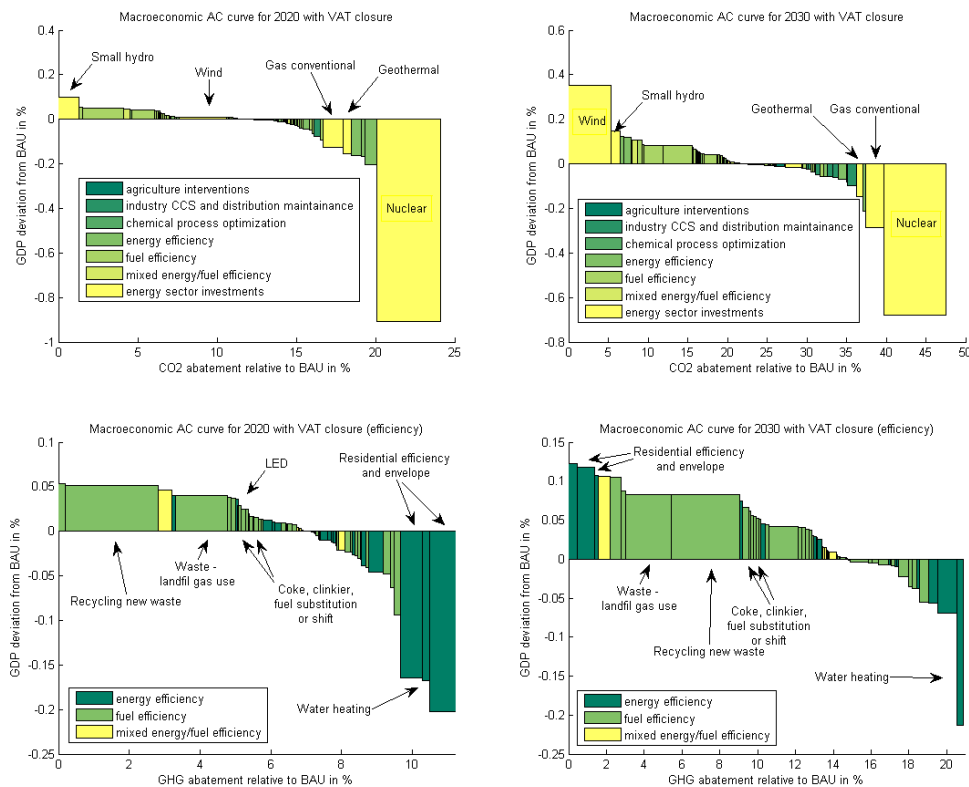 Macroeconomic AC curve for 2020 with VAT closure
0.4
0.2
0
-0.2
-0.4
-0.6
-0.8
-1
GDP deviation from BAU in %
Small hydro
Wind
Gas conventional
Geothermal
Nuclear
agriculture interventions
industry CCS and distribution maintainance
chemical process optimization
energy efficiency
fuel efficiency
mixed energy/fuel efficiency
energy sector investments
0 5 10 15 20 25
CO2 abatement relative to BAU in %
Macroeconomic AC curve for 2030 with VAT closure
0.6
0.4
0.2
0
-0.2
-0.4
-0.6
-0.8
GDP deviation from BAU in %
Wind
Small hydro
Geothermal
Gas conventional
Nuclear
agriculture interventions
industry CCS and distribution maintainance
chemical process optimization
energy efficiency
fuel efficiency
mixed energy/fuel efficiency
energy sector investments
0 5 10 15 20 25 30 35 40 45 50
CO2 abatement relative to BAU in %
Macroeconomic AC curve for 2020 with VAT closure (efficiency)
0.1
0.05
0
-0.05
-0.1
-0.15
-0.2
-0.25
GDP deviation from BAU in %
LED
Residential efficiency
and envelope
Recycling new waste
Waste -
landfil gas use
Coke, clinkier,
fuel substitution
or shift
Water heating
energy efficiency
fuel efficiency
mixed energy/fuel efficiency
0 2 4 6 8 10
GHG abatement relative to BAU in %
Macroeconomic AC curve for 2030 with VAT closure (efficiency)
0.15
0.1
0.05
0
-0.05
-0.1
-0.15
-0.2
-0.25
GDP deviation from BAU in %
Residential efficiency
and envelope
Waste -
landfil gas use
Coke, clinkier,
fuel substitution
or shift
Recycling new waste
Water heating
energy efficiency
fuel efficiency
mixed energy/fuel efficiency
0 2 4 6 8 10 12 14 16 18 20
GHG abatement relative to BAU in %